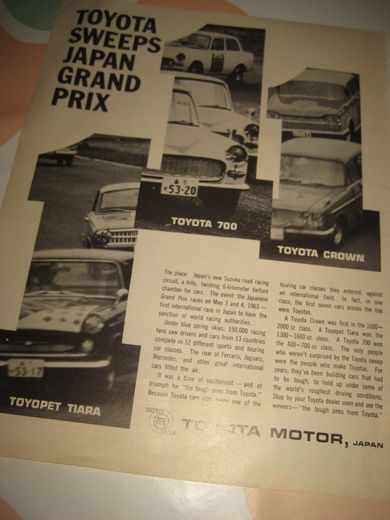 TOYOTA
SWEEPS
JAPAN
GRAND
PRIX
53-20
TOYOTA 700
TOYOTA CROWN
53-17
TOYOPET TIARA
The place: Japan's new Suzuka road racing
circuit, a hilly, twisting 6-kilometer torture
chamber for cars. The event: the Japanese
Grand Prix races on May 3 and 4, 1963—
first international race in Japan to have the
sanction of world racing authorities.
Under blue spring skies, 150,000 racing
fans saw drivers and cars from 13 countries
compete in 12 different sports and touring
car classes. The roar of Ferraris, Jaguars,
Mercedes, and other great international
cars filled the air.
It was a time of excitement—and of
triumph for "the tough ones from Toyota."
Because Toyota cars won every one of the
touring car classes they entered, against
an international field. In fact, in one
class, the first seven cars across the line
were Toyotas.
A Toyota Crown was first in the 1600~
2000 cc. class. A Toyopet Tiara won the
1300~1600 cc. class. A Toyota 700 won
the 400~700 cc. class. The only people
who weren't surprised by the Toyota sweep
were the people who make Toyotas. For
years, they've been building cars that had
to be tough, to hold up under some of
the world's roughest driving conditions.
Shop by your Toyota dealer soon and see the
winners—"the tough ones from Toyota."
TOYOTA MOTOR, JAPAN